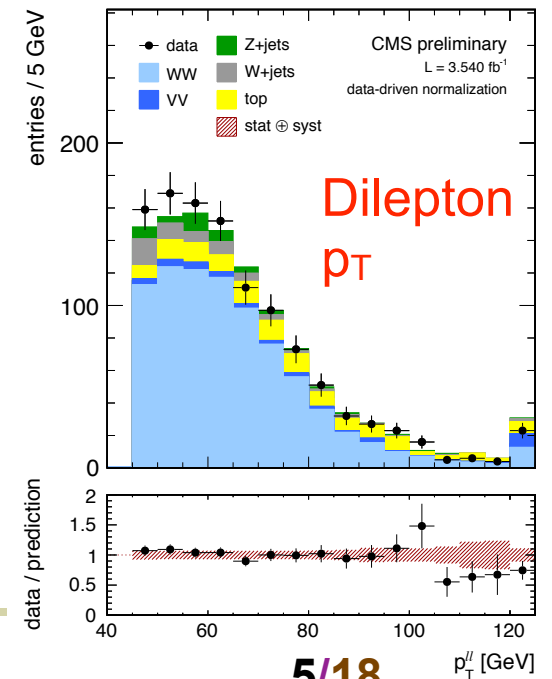 entries / 5 GeV
200
100
0
data
WW
VV
Z+jets
W+jets
top
stat ⊕ syst
CMS preliminary
L = 3.540 fb⁻¹
data-driven normalization
Dilepton
pT
data / prediction
2
1.5
1
0.5
0
40 60 80 100 120
5/18
p_T^{ll} [GeV]